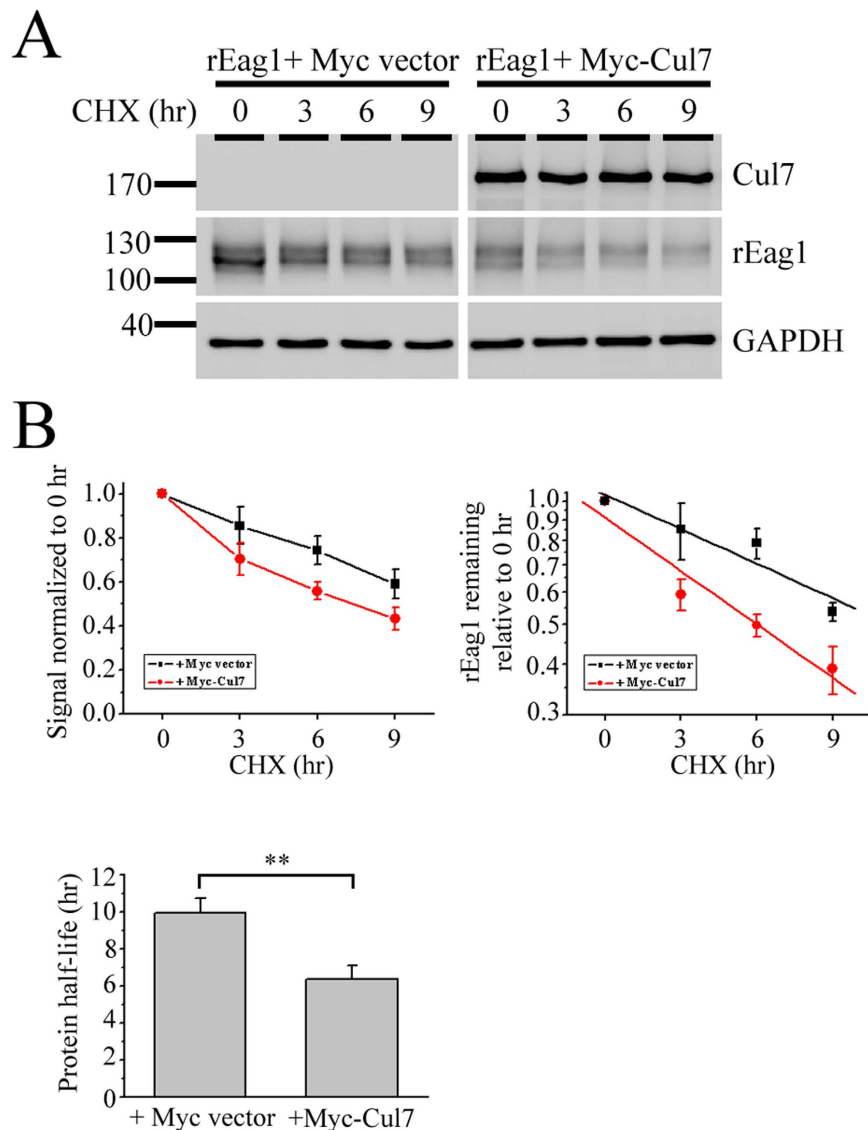 A
rEag1+ Myc vector
rEag1+ Myc-Cul7
CHX (hr)
0 3 6 9
0 3 6 9
170
Cul7
130
100
rEag1
40
GAPDH
B
Signal normalized to 0 hr
1.0
0.8
0.6
0.4
0.2
0.0
+ Myc vector
+ Myc-Cul7
0 3 6 9
CHX (hr)
rEag1 remaining
relative to 0 hr
1.0
0.9
0.8
0.7
0.6
0.5
0.4
0.3
+ Myc vector
+ Myc-Cul7
0 3 6 9
CHX (hr)
Protein half-life (hr)
12
10
8
6
4
2
0
**
+ Myc vector
+Myc-Cul7